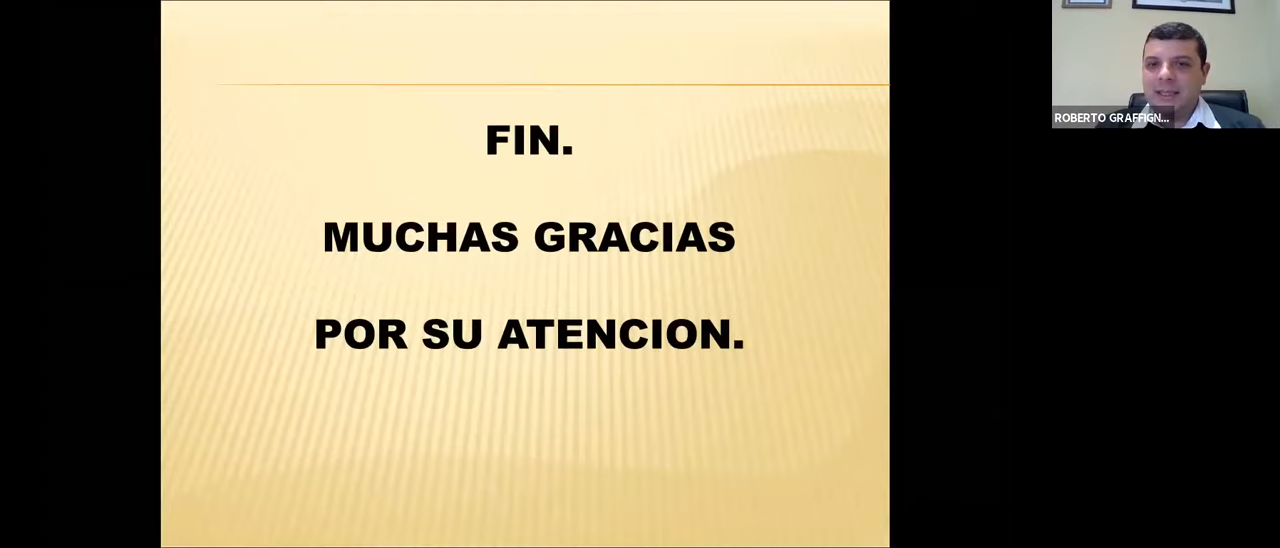 FIN.
MUCHAS GRACIAS
POR SU ATENCION.
ROBERTO GRAFFIGN...